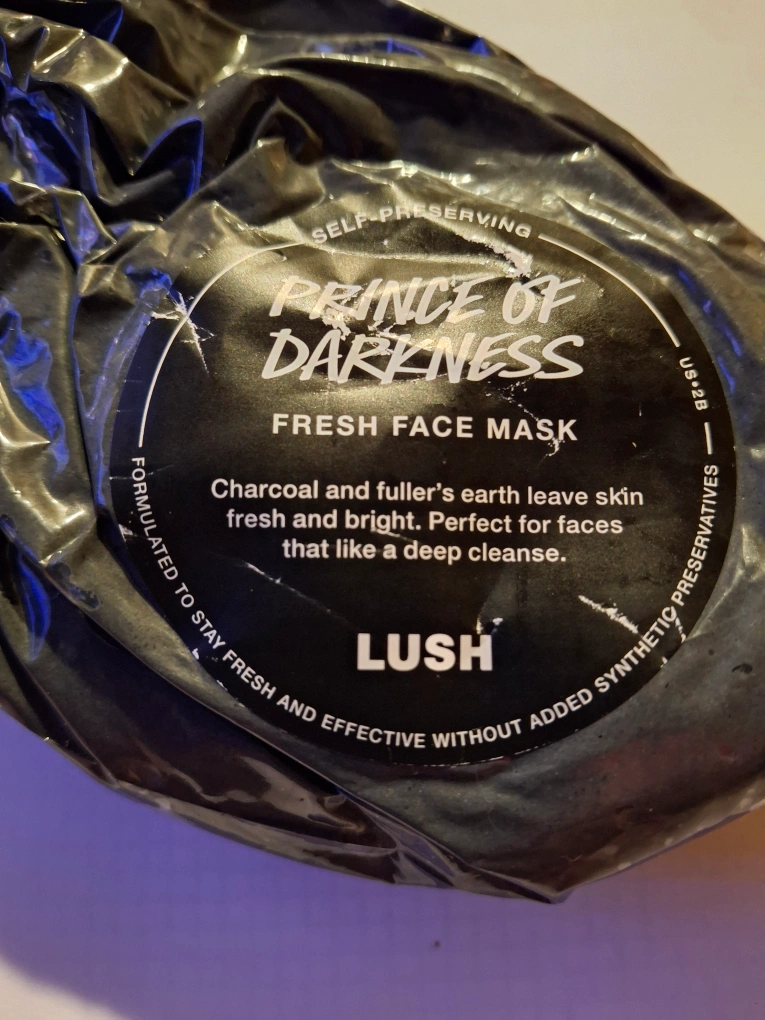 SELF-PRESERVING
PRINCE OF
DARKNESS
US•2B
FRESH FACE MASK
Charcoal and fuller's earth leave skin
fresh and bright. Perfect for faces
that like a deep cleanse.
LUSH
FORMULATED TO STAY FRESH AND EFFECTIVE WITHOUT ADDED SYNTHETIC PRESERVATIVES